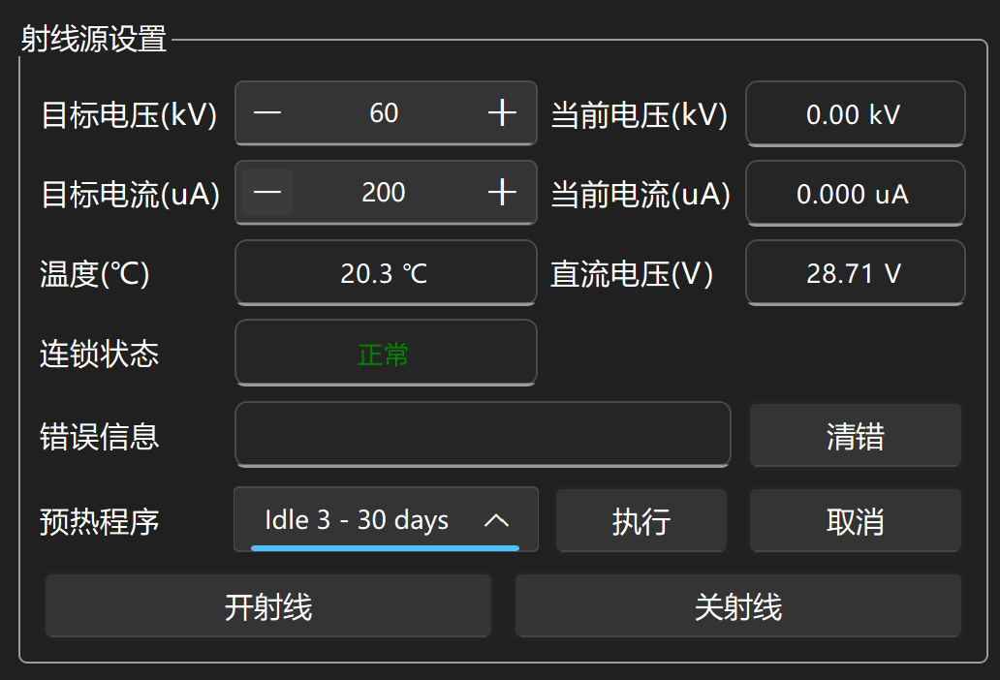 射线源设置
目标电压(kV) 60 当前电压(kV) 0.00 kV
目标电流(uA) 200 当前电流(uA) 0.000 uA
温度(℃) 20.3 ℃ 直流电压(V) 28.71 V
连锁状态 正常
错误信息 清错
预热程序 Idle 3 - 30 days 执行 取消
开射线 关射线